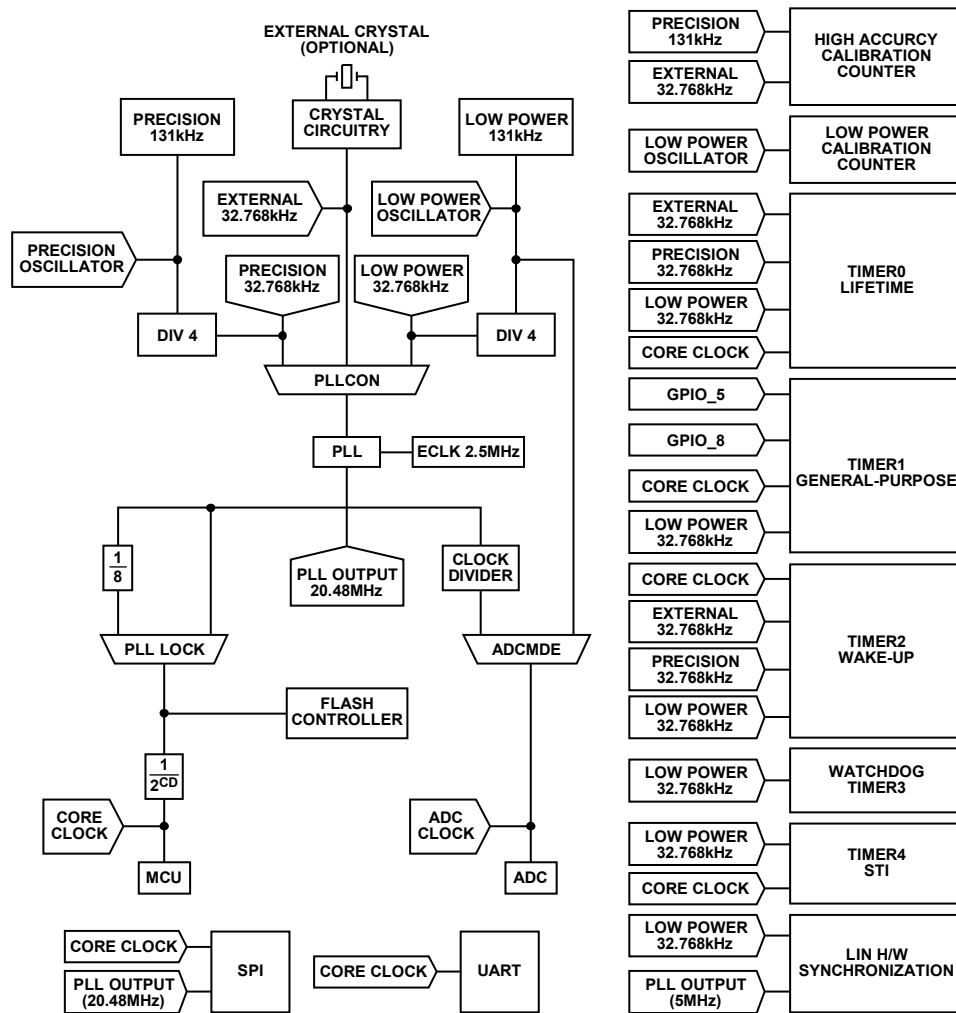 EXTERNAL CRYSTAL
(OPTIONAL)
PRECISION
131kHz
CRYSTAL
CIRCUITRY
LOW POWER
131kHz
EXTERNAL
32.768kHz
LOW POWER
OSCILLATOR
PRECISION
OSCILLATOR
PRECISION
32.768kHz
LOW POWER
32.768kHz
DIV 4
DIV 4
PLLCON
PLL
ECLK 2.5MHz
1
8
PLL OUTPUT
20.48MHz
CLOCK
DIVIDER
PLL LOCK
ADCMDE
FLASH
CONTROLLER
1
2CD
CORE
CLOCK
ADC
CLOCK
MCU
ADC
CORE CLOCK
PLL OUTPUT
(20.48MHz)
SPI
CORE CLOCK
UART
PRECISION
131kHz
EXTERNAL
32.768kHz
HIGH ACCURCY
CALIBRATION
COUNTER
LOW POWER
OSCILLATOR
LOW POWER
CALIBRATION
COUNTER
EXTERNAL
32.768kHz
PRECISION
32.768kHz
LOW POWER
32.768kHz
CORE CLOCK
TIMER0
LIFETIME
GPIO_5
GPIO_8
CORE CLOCK
LOW POWER
32.768kHz
TIMER1
GENERAL-PURPOSE
CORE CLOCK
EXTERNAL
32.768kHz
PRECISION
32.768kHz
LOW POWER
32.768kHz
TIMER2
WAKE-UP
LOW POWER
32.768kHz
WATCHDOG
TIMER3
LOW POWER
32.768kHz
CORE CLOCK
TIMER4
STI
LOW POWER
32.768kHz
PLL OUTPUT
(5MHz)
LIN H/W
SYNCHRONIZATION